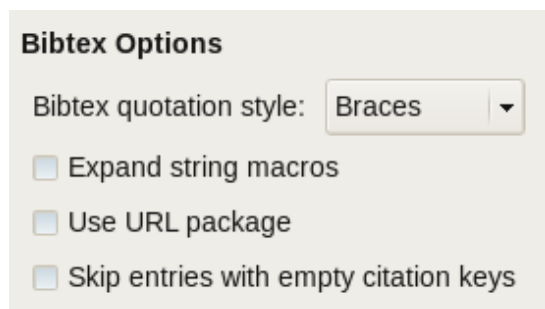 Bibtex Options
Bibtex quotation style: Braces
Expand string macros
Use URL package
Skip entries with empty citation keys